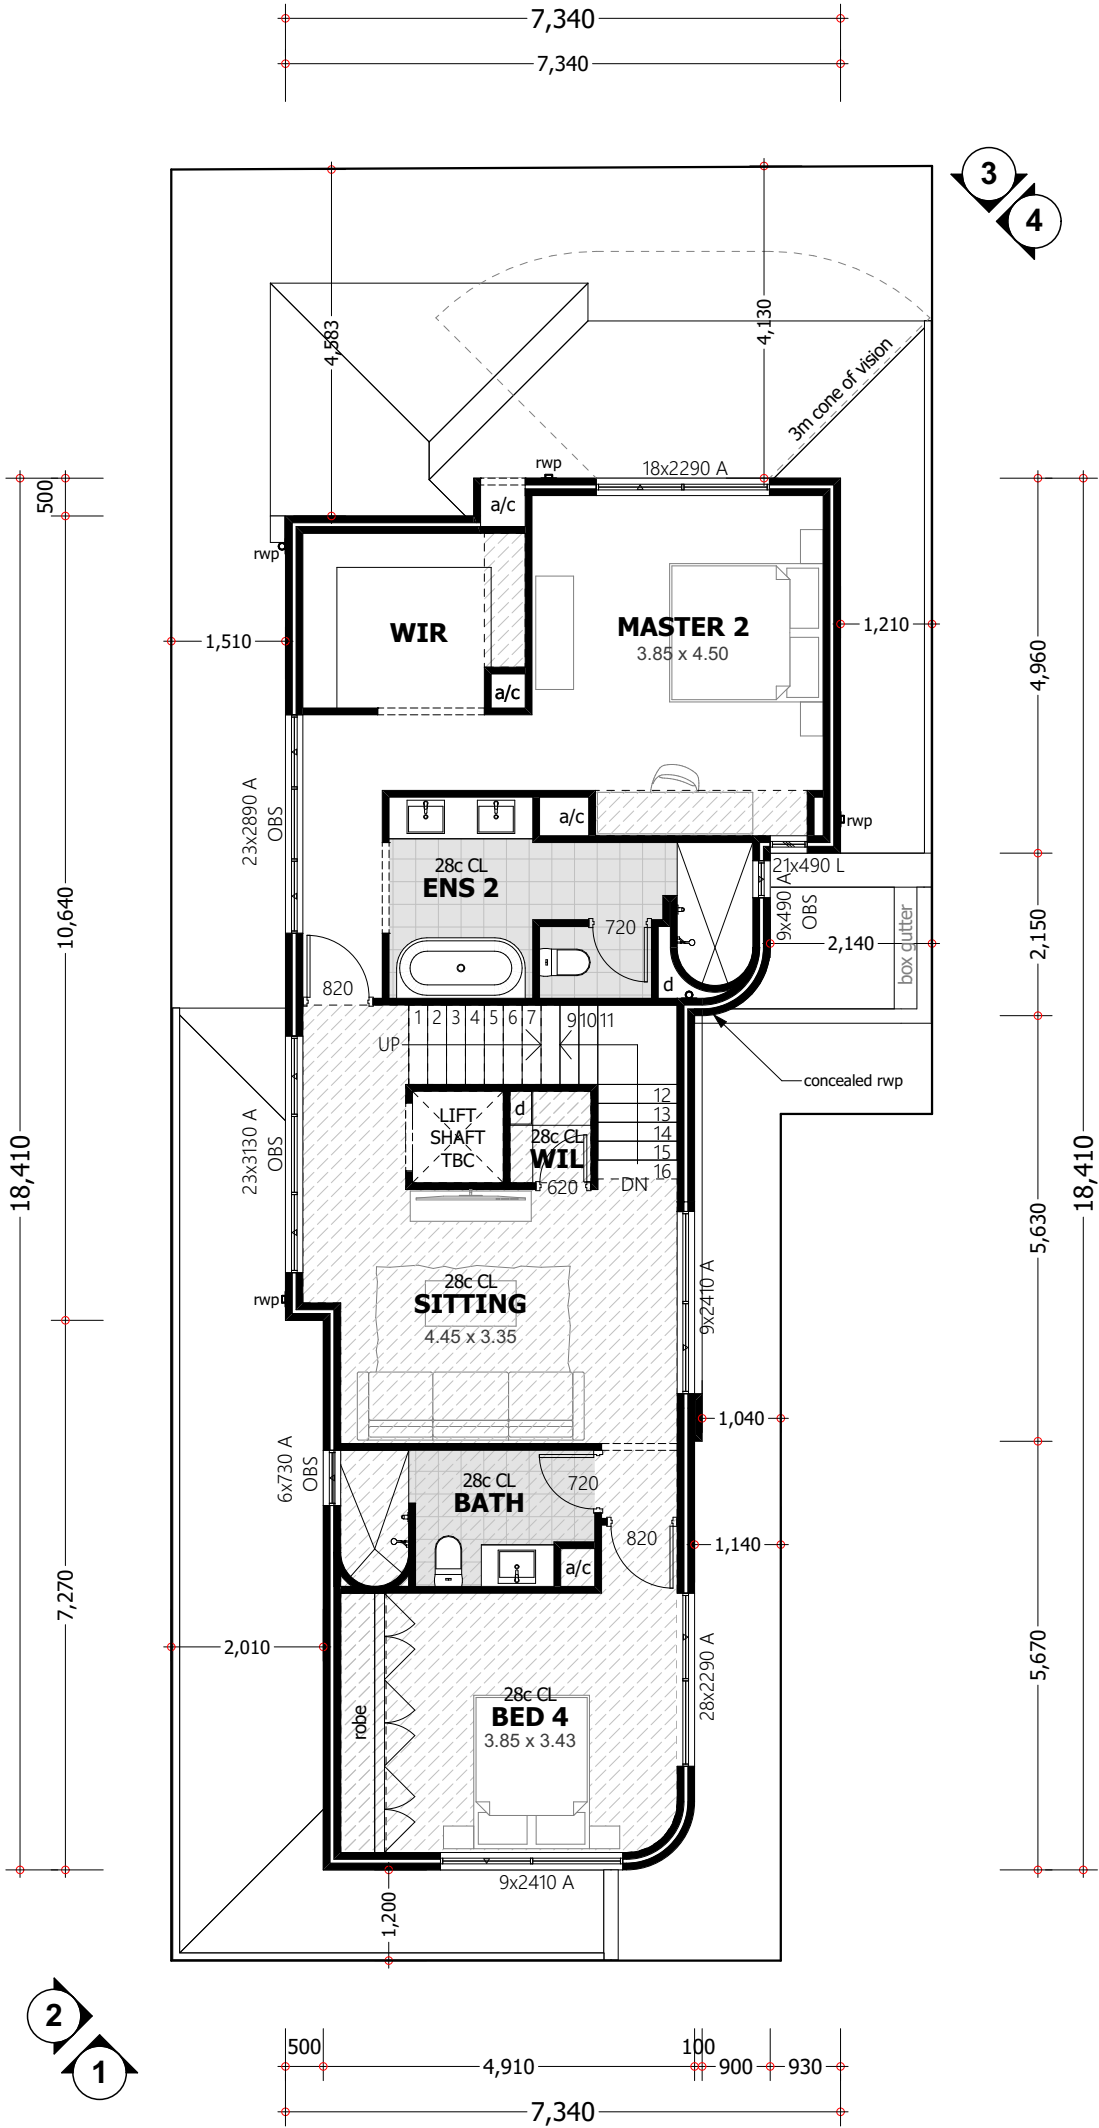 7,340
7,340
3
4
4,583
4,130
3m cone of vision
rwp
18x2290 A
500
a/c
rwp
WIR
MASTER 2
3.85 x 4.50
1,510
1,210
4,960
a/c
23x2890 A
OBS
a/c
rwp
28c CL
ENS 2
21x490 L
9x490 A
OBS
10,640
720
2,140
box gutter
2,150
820
d
1 2 3 4 5 6 7 9 10 11
UP
concealed rwp
12
13
14
15
16
d
LIFT
SHAFT
TBC
28c CL
WIL
620
DN
23x3130 A
OBS
18,410
18,410
5,630
28c CL
SITTING
4.45 x 3.35
rwp
9x2410 A
1,040
6x730 A
OBS
28c CL
BATH
720
820
1,140
a/c
7,270
2,010
robe
28c CL
BED 4
3.85 x 3.43
28x2290 A
5,670
9x2410 A
1,200
2
1
500
4,910
100
900
930
7,340